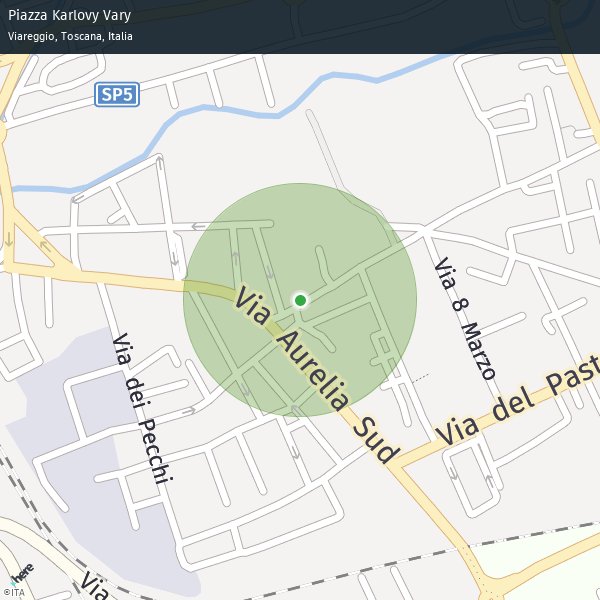 Piazza Karlovy Vary
Viareggio, Toscana, Italia
SP5
Via 8 Marzo
Via Aurelia Sud
Via dei Pecchi
Via del Past
Via
here
©ITA